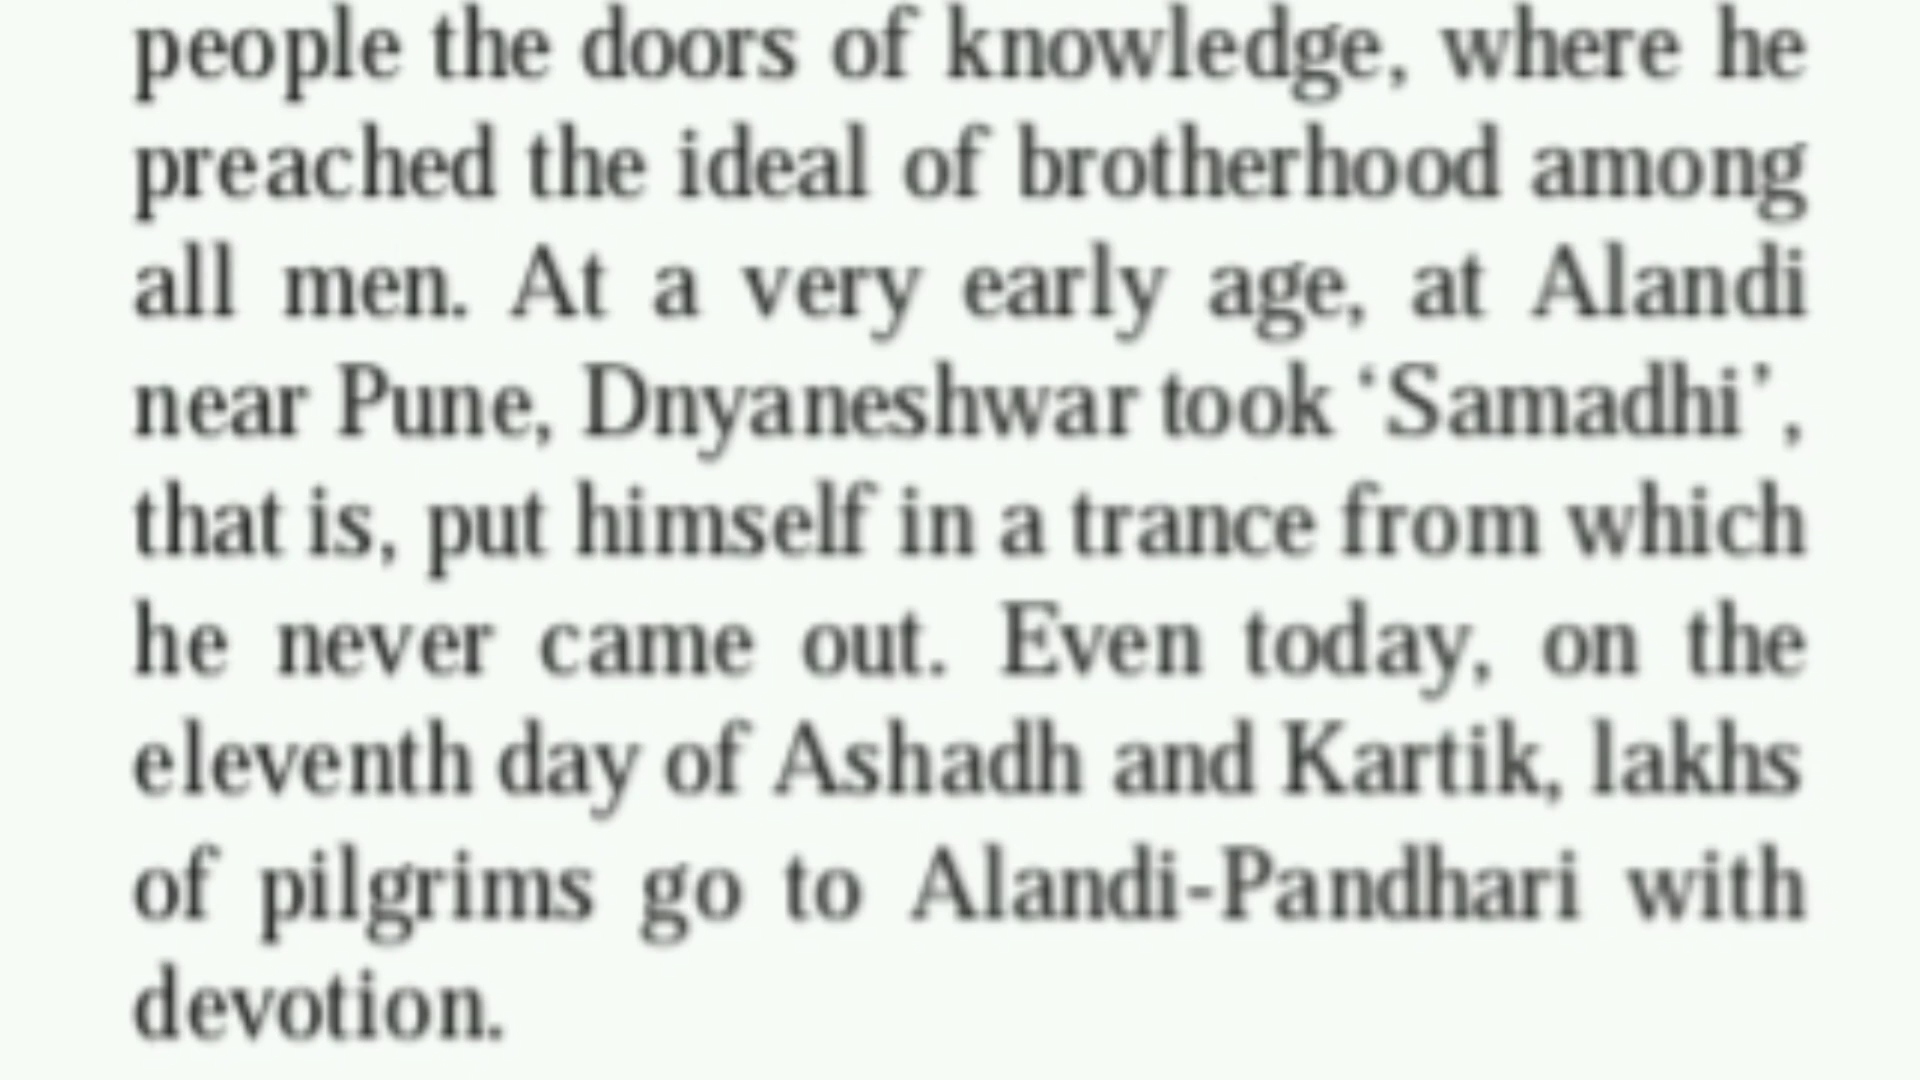 people the doors of knowledge, where he
preached the ideal of brotherhood among
all men. At a very early age, at Alandi
near Pune, Dnyaneshwar took ‘Samadhi’,
that is, put himself in a trance from which
he never came out. Even today, on the
eleventh day of Ashadh and Kartik, lakhs
of pilgrims go to Alandi-Pandhari with
devotion.